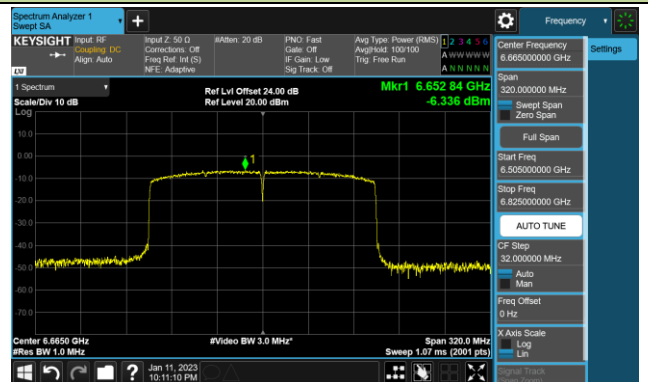 Spectrum Analyzer 1
Swept SA
+
Frequency
KEYSIGHT
Input: RF
Coupling: DC
Align: Auto
Input Z: 50 Ω
Corrections: Off
Freq Ref: Int (S)
NFE: Adaptive
#Atten: 20 dB
PNO: Fast
Gate: Off
IF Gain: Low
Sig Track: Off
Avg Type: Power (RMS)
Avg|Hold: 100/100
Trig: Free Run
1 2 3 4 5 6
A W W W W W
A N N N N N
LXI
1 Spectrum
Scale/Div 10 dB
Log
Ref Lvl Offset 24.00 dB
Ref Level 20.00 dBm
Mkr1 6.652 84 GHz
-6.336 dBm
10.0
0.00
-10.0
-20.0
-30.0
-40.0
-50.0
-60.0
-70.0
1
Center 6.6650 GHz
#Res BW 1.0 MHz
#Video BW 3.0 MHz*
Span 320.0 MHz
Sweep 1.07 ms (2001 pts)
Center Frequency
6.665000000 GHz
Span
320.000000 MHz
Swept Span
Zero Span
Full Span
Start Freq
6.505000000 GHz
Stop Freq
6.825000000 GHz
AUTO TUNE
CF Step
32.000000 MHz
Auto
Man
Freq Offset
0 Hz
X Axis Scale
Log
Lin
Signal Track
Settings
?
Jan 11, 2023
10:11:10 PM